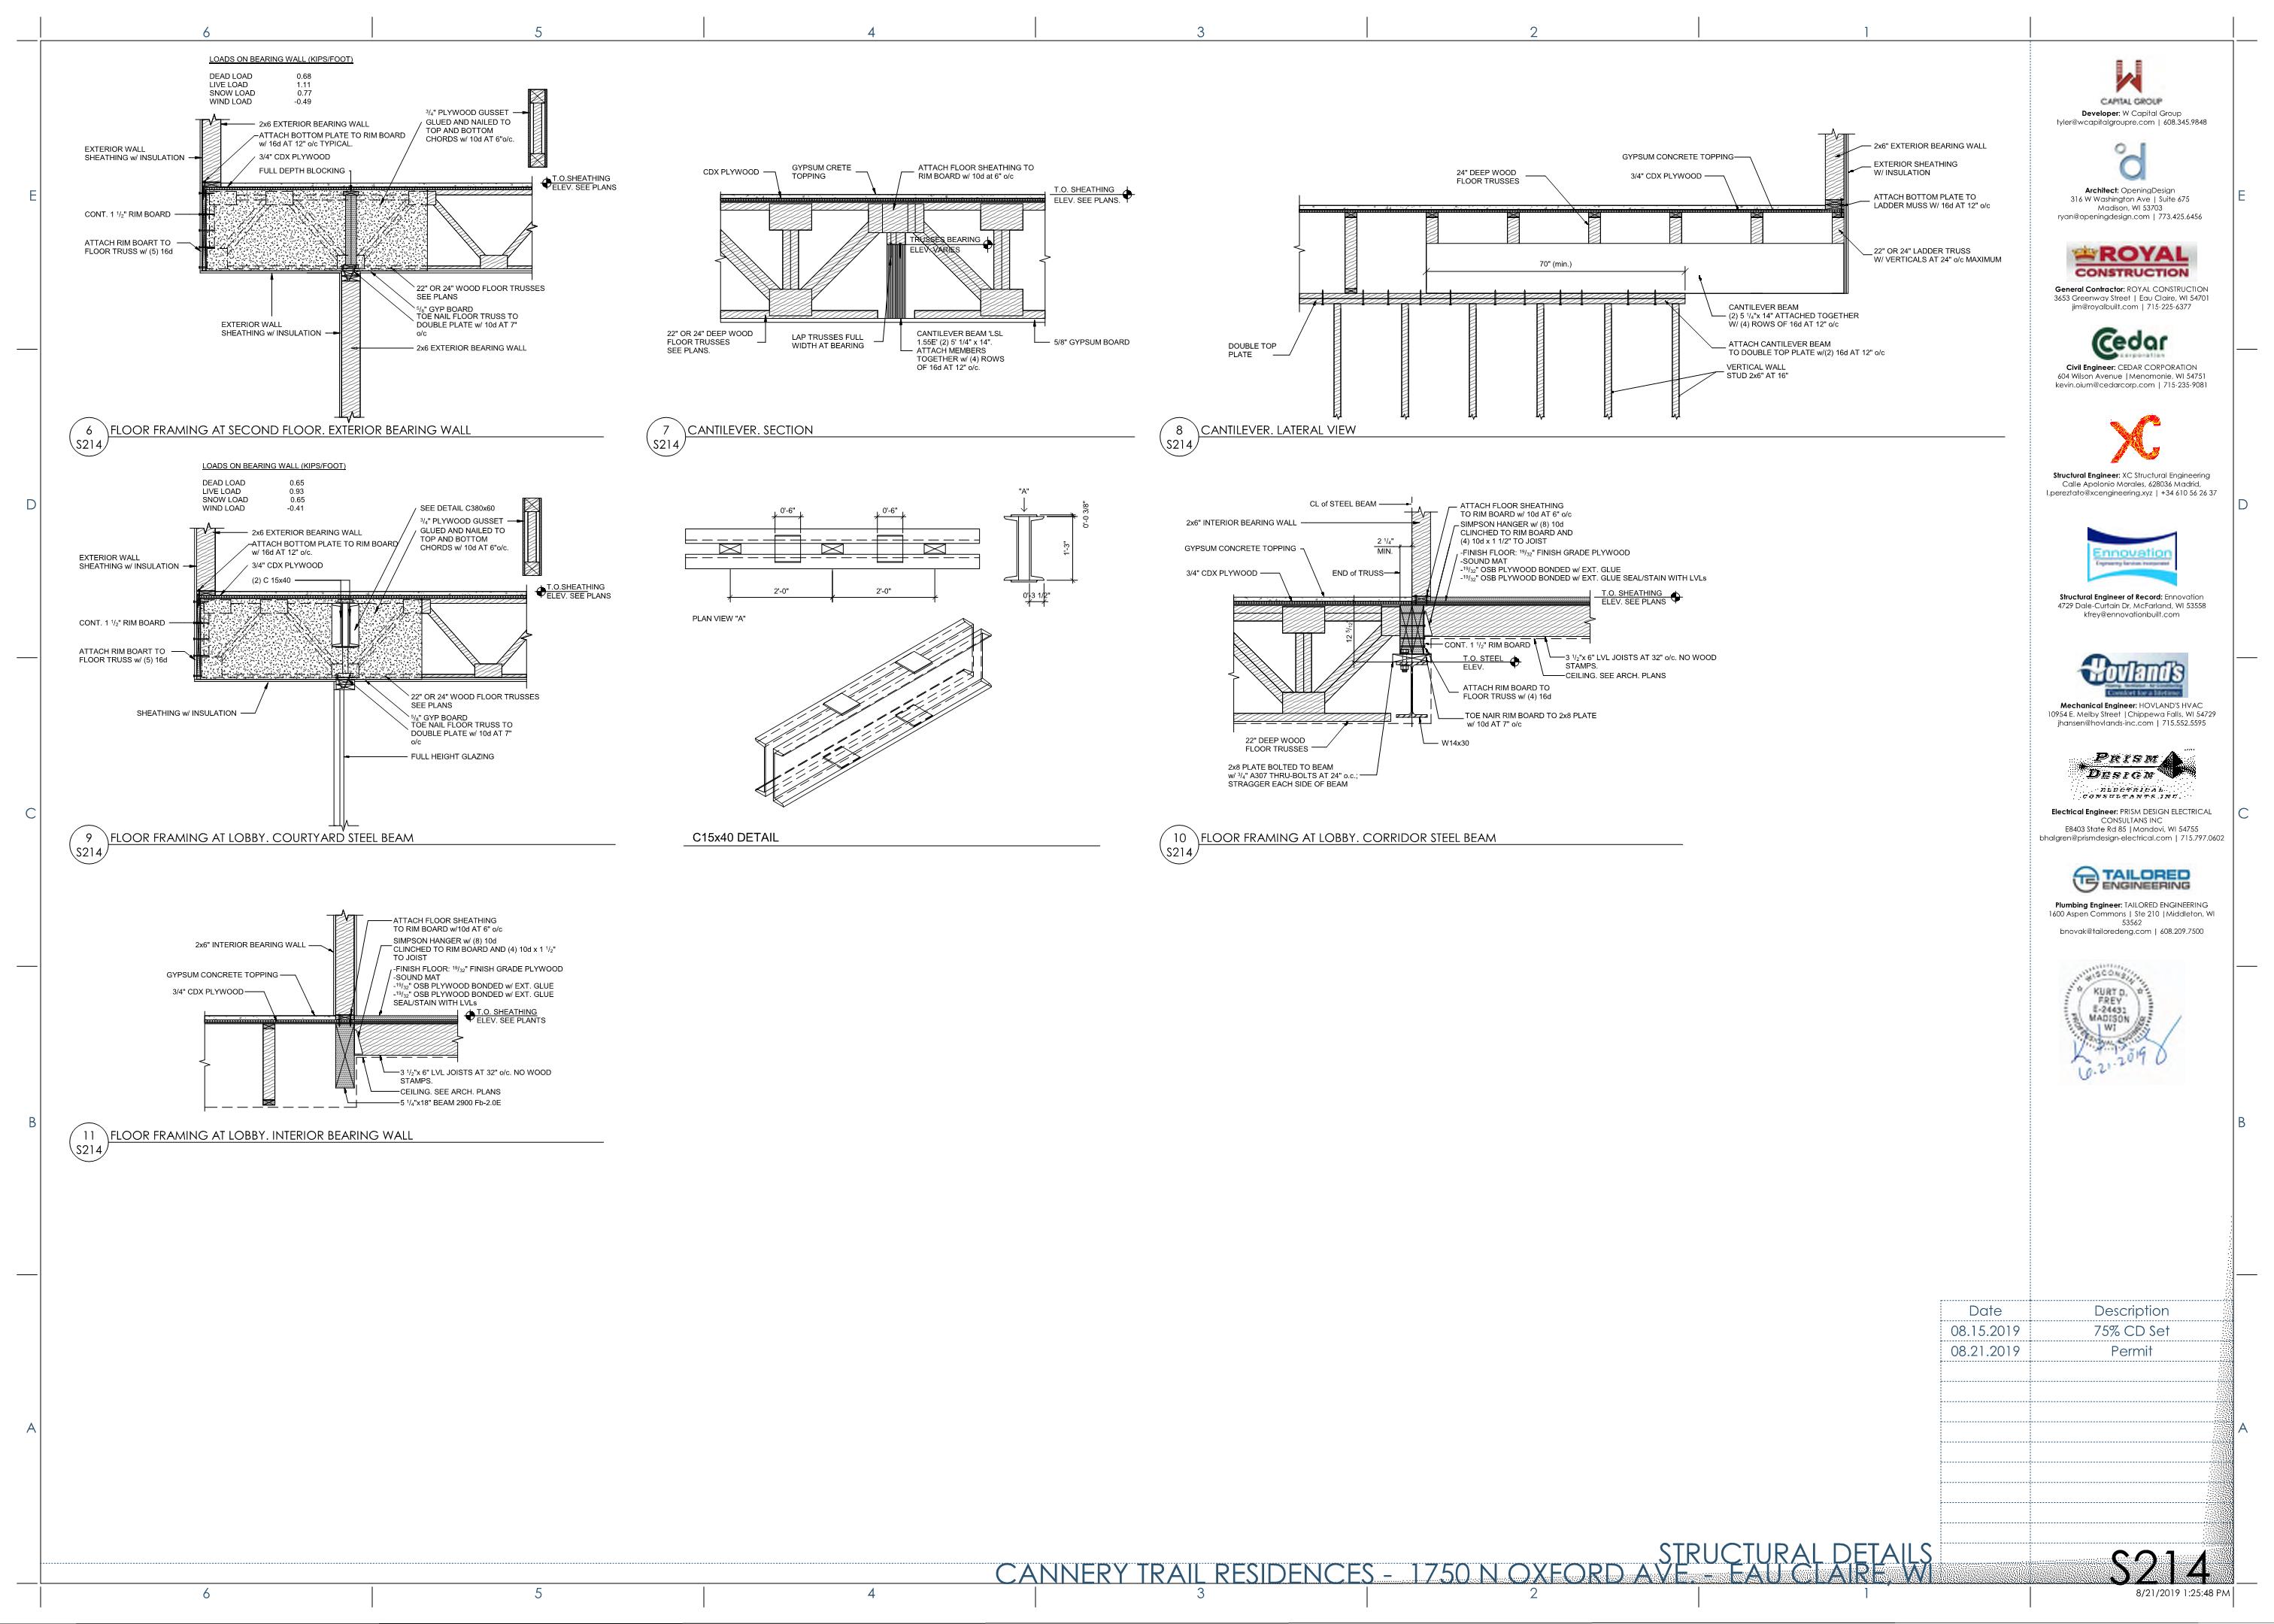 6 5 4 3 2 1
E
D
C
B
A
LOADS ON BEARING WALL (KIPS/FOOT)
DEAD LOAD 0.68
LIVE LOAD 1.11
SNOW LOAD 0.77
WIND LOAD -0.49
2x6 EXTERIOR BEARING WALL
ATTACH BOTTOM PLATE TO RIM BOARD
w/ 16d AT 12" o/c TYPICAL.
3/4" CDX PLYWOOD
FULL DEPTH BLOCKING
EXTERIOR WALL
SHEATHING w/ INSULATION
CONT. 1 1/2" RIM BOARD
ATTACH RIM BOART TO
FLOOR TRUSS w/ (5) 16d
3/4" PLYWOOD GUSSET
GLUED AND NAILED TO
TOP AND BOTTOM
CHORDS w/ 10d AT 6"o/c.
T.O.SHEATHING
ELEV. SEE PLANS
22" OR 24" WOOD FLOOR TRUSSES
SEE PLANS
5/8" GYP BOARD
TOE NAIL FLOOR TRUSS TO
DOUBLE PLATE w/ 10d AT 7"
o/c
EXTERIOR WALL
SHEATHING w/ INSULATION
2x6 EXTERIOR BEARING WALL
6
S214
FLOOR FRAMING AT SECOND FLOOR. EXTERIOR BEARING WALL
CDX PLYWOOD
GYPSUM CRETE
TOPPING
ATTACH FLOOR SHEATHING TO
RIM BOARD w/ 10d at 6" o/c
T.O. SHEATHING
ELEV. SEE PLANS.
TRUSSES BEARING
ELEV. VARIES
22" OR 24" DEEP WOOD
FLOOR TRUSSES
SEE PLANS.
LAP TRUSSES FULL
WIDTH AT BEARING
CANTILEVER BEAM 'LSL
1.55E' (2) 5' 1/4" x 14".
ATTACH MEMBERS
TOGETHER w/ (4) ROWS
OF 16d AT 12" o/c.
5/8" GYPSUM BOARD
7
S214
CANTILEVER. SECTION
24" DEEP WOOD
FLOOR TRUSSES
GYPSUM CONCRETE TOPPING
3/4" CDX PLYWOOD
2x6" EXTERIOR BEARING WALL
EXTERIOR SHEATHING
W/ INSULATION
ATTACH BOTTOM PLATE TO
LADDER MUSS W/ 16d AT 12" o/c
22" OR 24" LADDER TRUSS
W/ VERTICALS AT 24" o/c MAXIMUM
70" (min.)
CANTILEVER BEAM
(2) 5 1/4"x 14" ATTACHED TOGETHER
W/ (4) ROWS OF 16d AT 12" o/c
DOUBLE TOP
PLATE
ATTACH CANTILEVER BEAM
TO DOUBLE TOP PLATE w/(2) 16d AT 12" o/c
VERTICAL WALL
STUD 2x6" AT 16"
8
S214
CANTILEVER. LATERAL VIEW
LOADS ON BEARING WALL (KIPS/FOOT)
DEAD LOAD 0.65
LIVE LOAD 0.93
SNOW LOAD 0.65
WIND LOAD -0.41
2x6 EXTERIOR BEARING WALL
ATTACH BOTTOM PLATE TO RIM BOARD
w/ 16d AT 12" o/c.
3/4" CDX PLYWOOD
(2) C 15x40
EXTERIOR WALL
SHEATHING w/ INSULATION
CONT. 1 1/2" RIM BOARD
ATTACH RIM BOART TO
FLOOR TRUSS w/ (5) 16d
SEE DETAIL C380x60
3/4" PLYWOOD GUSSET
GLUED AND NAILED TO
TOP AND BOTTOM
CHORDS w/ 10d AT 6"o/c.
T.O.SHEATHING
ELEV. SEE PLANS
SHEATHING w/ INSULATION
22" OR 24" WOOD FLOOR TRUSSES
SEE PLANS
5/8" GYP BOARD
TOE NAIL FLOOR TRUSS TO
DOUBLE PLATE w/ 10d AT 7"
o/c
FULL HEIGHT GLAZING
9
S214
FLOOR FRAMING AT LOBBY. COURTYARD STEEL BEAM
0'-6" 0'-6"
2'-0" 2'-0"
"A"
0'-0 3/8"
1'-3"
0'-3 1/2"
PLAN VIEW "A"
C15x40 DETAIL
CL of STEEL BEAM
2x6" INTERIOR BEARING WALL
GYPSUM CONCRETE TOPPING
3/4" CDX PLYWOOD
2 1/4"
MIN.
END of TRUSS
ATTACH FLOOR SHEATHING
TO RIM BOARD w/ 10d AT 6" o/c
SIMPSON HANGER w/ (8) 10d
CLINCHED TO RIM BOARD AND
(4) 10d x 1 1/2" TO JOIST
-FINISH FLOOR: 19/32" FINISH GRADE PLYWOOD
-SOUND MAT
-19/32" OSB PLYWOOD BONDED w/ EXT. GLUE
-19/32" OSB PLYWOOD BONDED w/ EXT. GLUE SEAL/STAIN WITH LVLs
T.O. SHEATHING
ELEV. SEE PLANS
CONT. 1 1/2" RIM BOARD
T.O. STEEL
ELEV.
3 1/2"x 6" LVL JOISTS AT 32" o/c. NO WOOD
STAMPS.
CEILING. SEE ARCH. PLANS
ATTACH RIM BOARD TO
FLOOR TRUSS w/ (4) 16d
TOE NAIR RIM BOARD TO 2x8 PLATE
w/ 10d AT 7" o/c
22" DEEP WOOD
FLOOR TRUSSES
W14x30
2x8 PLATE BOLTED TO BEAM
w/ 3/4" A307 THRU-BOLTS AT 24" o.c.;
STRAGGER EACH SIDE OF BEAM
10
S214
FLOOR FRAMING AT LOBBY. CORRIDOR STEEL BEAM
2x6" INTERIOR BEARING WALL
GYPSUM CONCRETE TOPPING
3/4" CDX PLYWOOD
ATTACH FLOOR SHEATHING
TO RIM BOARD w/10d AT 6" o/c
SIMPSON HANGER w/ (8) 10d
CLINCHED TO RIM BOARD AND (4) 10d x 1 1/2"
TO JOIST
-FINISH FLOOR: 19/32" FINISH GRADE PLYWOOD
-SOUND MAT
-19/32" OSB PLYWOOD BONDED w/ EXT. GLUE
-19/32" OSB PLYWOOD BONDED w/ EXT. GLUE
SEAL/STAIN WITH LVLs
T.O. SHEATHING
ELEV. SEE PLANTS
3 1/2"x 6" LVL JOISTS AT 32" o/c. NO WOOD
STAMPS.
CEILING. SEE ARCH. PLANS
5 1/4"x18" BEAM 2900 Fb-2.0E
11
S214
FLOOR FRAMING AT LOBBY. INTERIOR BEARING WALL
CAPITAL GROUP
Developer: W Capital Group
tyler@wcapitalgroupre.com | 608.345.9848
Architect: OpeningDesign
316 W Washington Ave | Suite 675
Madison, WI 53703
ryan@openingdesign.com | 773.425.6456
ROYAL
CONSTRUCTION
General Contractor: ROYAL CONSTRUCTION
3653 Greenway Street | Eau Claire, WI 54701
jim@royalbuilt.com | 715-225-6377
Cedar
corporation
Civil Engineer: CEDAR CORPORATION
604 Wilson Avenue |Menomonie, WI 54751
kevin.oium@cedarcorp.com | 715-235-9081
XC
Structural Engineer: XC Structural Engineering
Calle Apolonio Morales, 628036 Madrid,
l.pereztato@xcengineering.xyz | +34 610 56 26 37
Ennovation
Engineering Services Incorporated
Structural Engineer of Record: Ennovation
4729 Dale-Curtain Dr, McFarland, WI 53558
kfrey@ennovationbuilt.com
Hovland's
Comfort for a lifetime
Mechanical Engineer: HOVLAND'S HVAC
10954 E. Melby Street |Chippewa Falls, WI 54729
jhansen@hovlands-inc.com | 715.552.5595
PRISM
DESIGN
ELECTRICAL
CONSULTANTS INC.
Electrical Engineer: PRISM DESIGN ELECTRICAL
CONSULTANS INC
E8403 State Rd 85 |Mondovi, WI 54755
bhalgren@prismdesign-electrical.com | 715.797.0602
TAILORED
ENGINEERING
Plumbing Engineer: TAILORED ENGINEERING
1600 Aspen Commons | Ste 210 |Middleton, WI
53562
bnovak@tailoredeng.com | 608.209.7500
WISCONSIN
KURT D.
FREY
E-24431
MADISON
WI
PROFESSIONAL ENGINEER
6.21.2019
Date Description
08.15.2019 75% CD Set
08.21.2019 Permit
STRUCTURAL DETAILS
CANNERY TRAIL RESIDENCES - 1750 N OXFORD AVE. - EAU CLAIRE, WI
S214
8/21/2019 1:25:48 PM
E
D
C
B
A
6 5 4 3 2 1